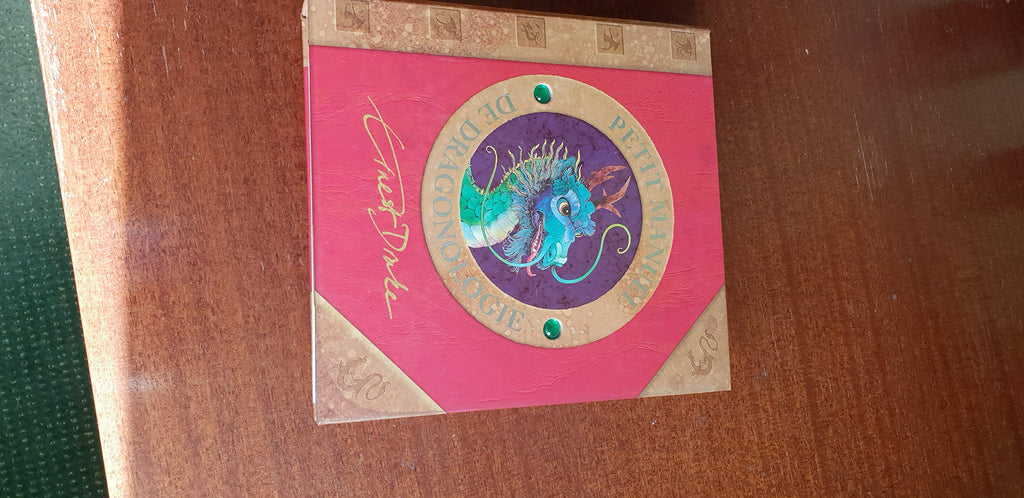 PETIT MANUEL
DE DRAGONOLOGIE
Ernest Drake